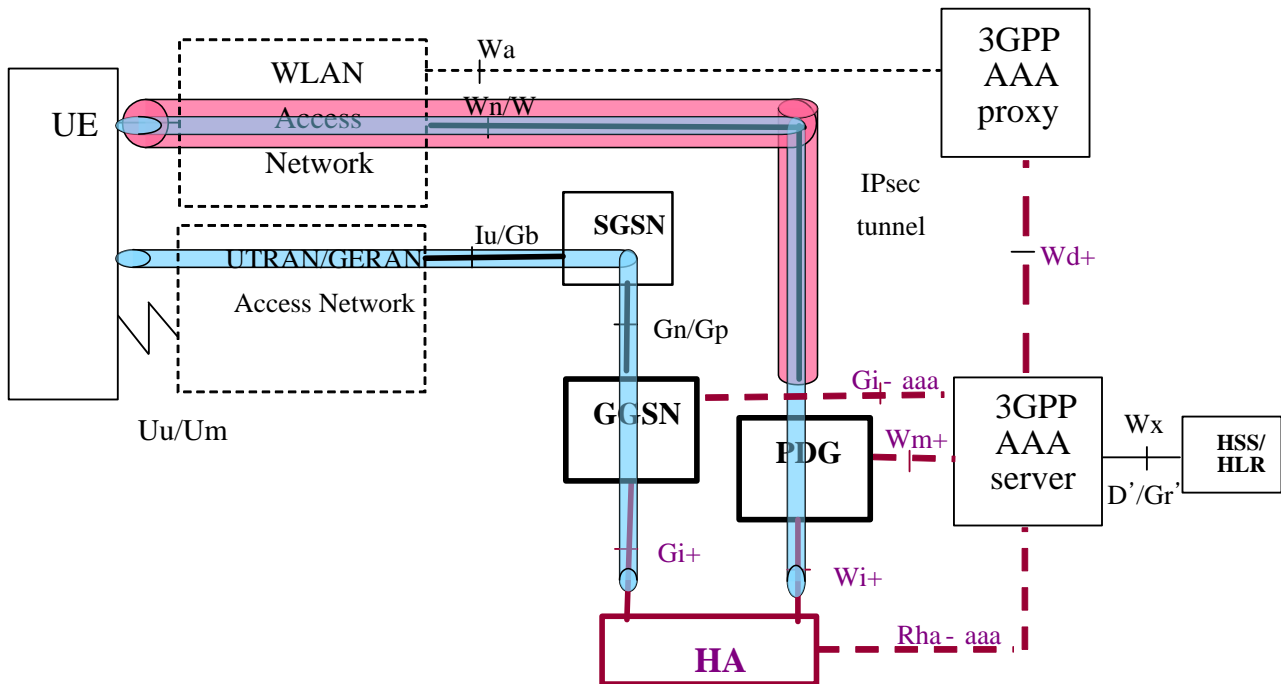 Wa
3GPP
AAA
proxy
WLAN
Access
Network
Wn/W
UE
IPsec
tunnel
SGSN
Iu/Gb
UTRAN/GERAN
Access Network
Wd+
Gn/Gp
Gi- aaa
Uu/Um
GGSN
PDG
Wm+
3GPP
AAA
server
Wx
HSS/
HLR
D’/Gr’
Gi+
Wi+
Rha- aaa
HA